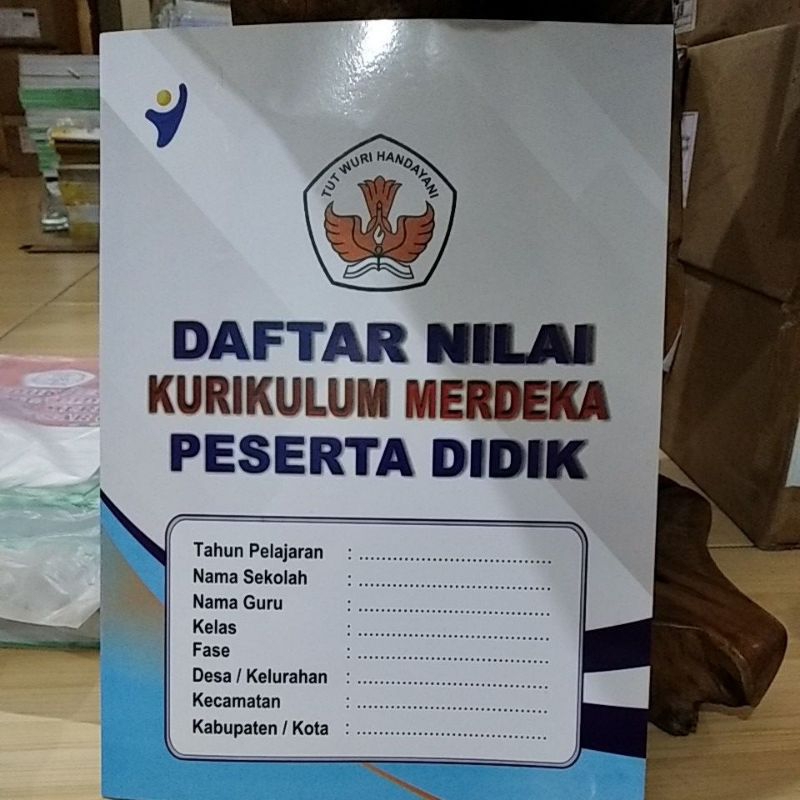 TUT WURI HANDAYANI
DAFTAR NILAI
KURIKULUM MERDEKA
PESERTA DIDIK
Tahun Pelajaran : ....................................
Nama Sekolah : ....................................
Nama Guru : ....................................
Kelas : ....................................
Fase : ....................................
Desa / Kelurahan : ....................................
Kecamatan : ....................................
Kabupaten / Kota : ....................................